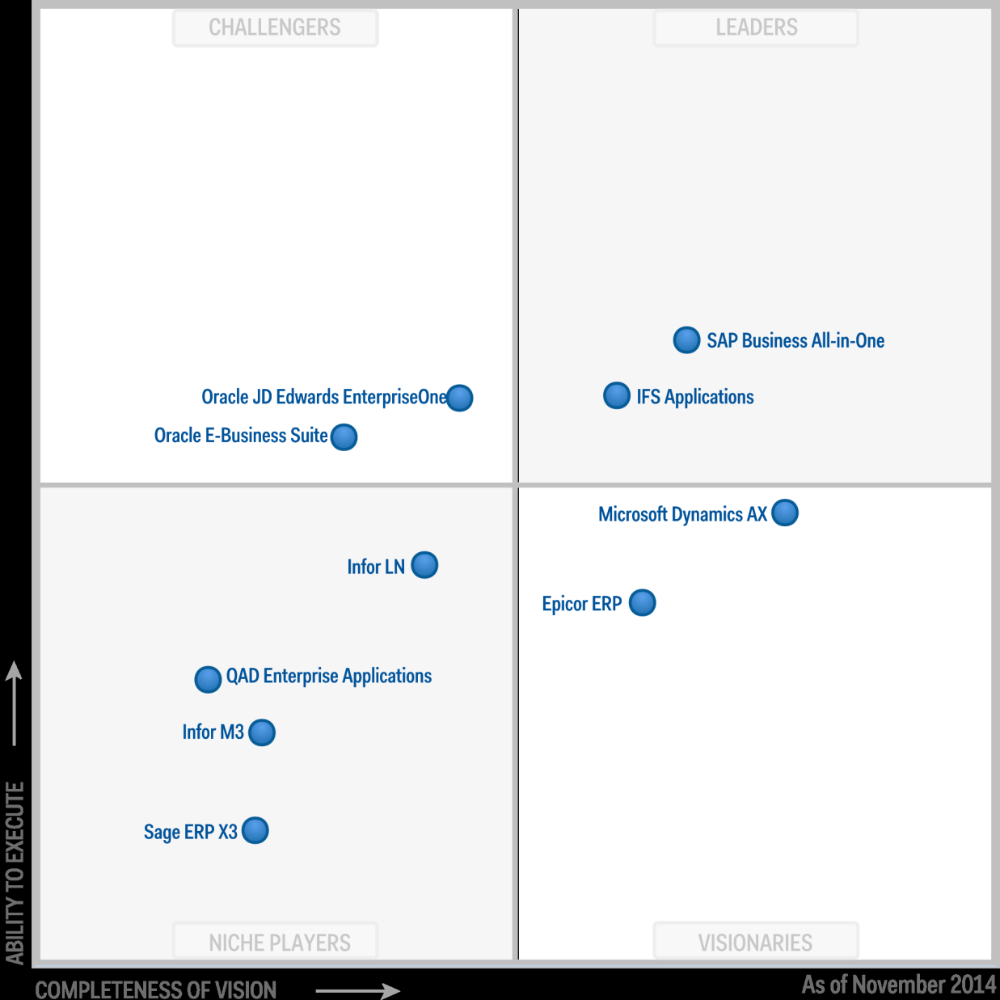 CHALLENGERS
LEADERS
SAP Business All-in-One
Oracle JD Edwards EnterpriseOne
IFS Applications
Oracle E-Business Suite
Microsoft Dynamics AX
Infor LN
Epicor ERP
QAD Enterprise Applications
Infor M3
Sage ERP X3
NICHE PLAYERS
VISIONARIES
ABILITY TO EXECUTE
COMPLETENESS OF VISION
As of November 2014